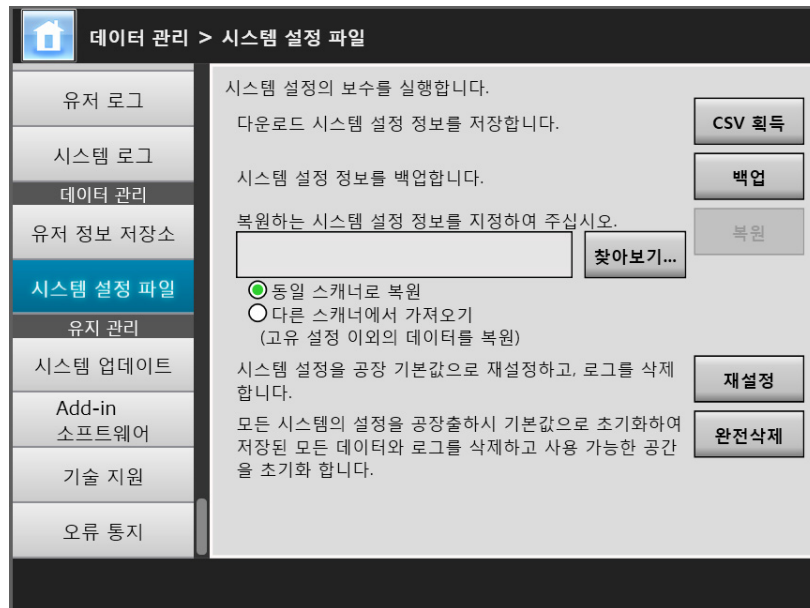 데이터 관리 > 시스템 설정 파일
유저 로그
시스템 로그
데이터 관리
유저 정보 저장소
시스템 설정 파일
유지 관리
시스템 업데이트
Add-in
소프트웨어
기술 지원
오류 통지
시스템 설정의 보수를 실행합니다.
다운로드 시스템 설정 정보를 저장합니다.
CSV 획득
시스템 설정 정보를 백업합니다.
백업
복원하는 시스템 설정 정보를 지정하여 주십시오.
복원
찾아보기...
동일 스캐너로 복원
다른 스캐너에서 가져오기
(고유 설정 이외의 데이터를 복원)
시스템 설정을 공장 기본값으로 재설정하고, 로그를 삭제
합니다.
재설정
모든 시스템의 설정을 공장출하시 기본값으로 초기화하여
저장된 모든 데이터와 로그를 삭제하고 사용 가능한 공간
을 초기화 합니다.
완전삭제